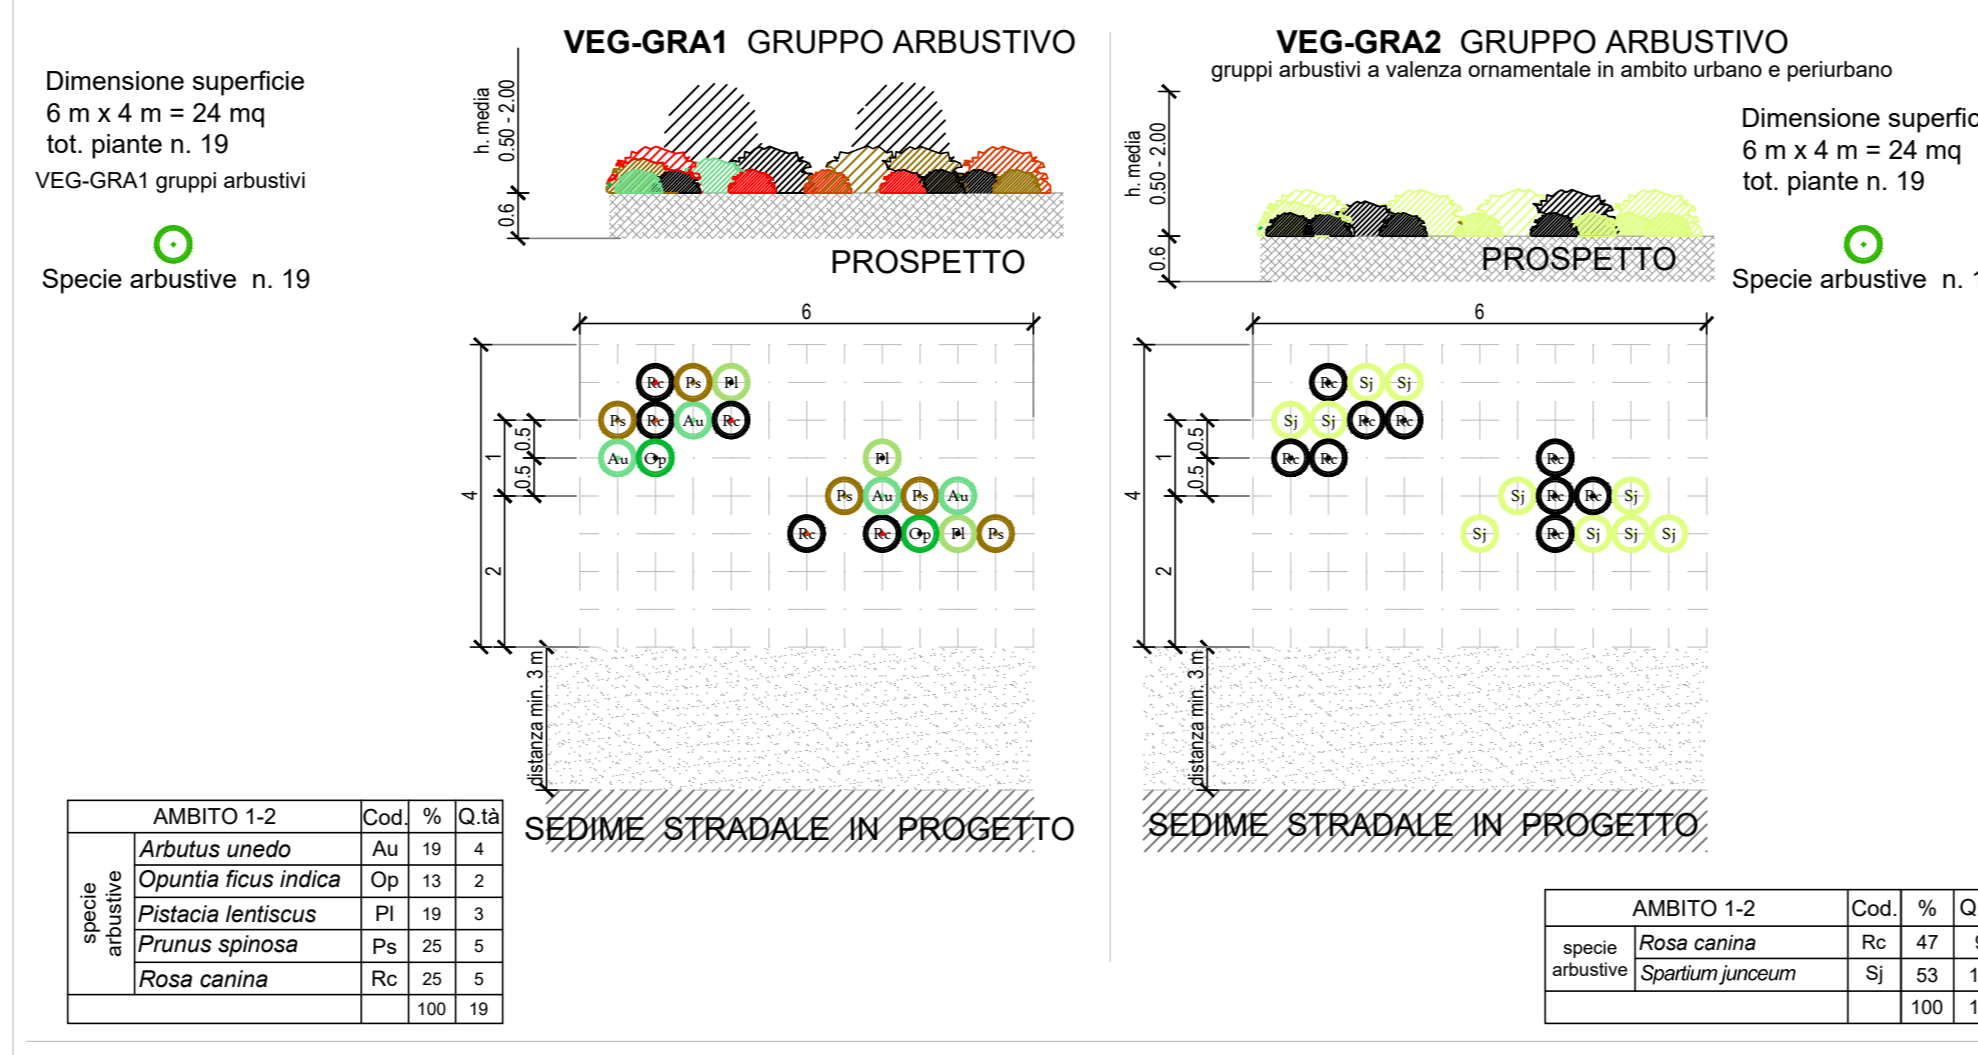 VEG-GRA1 GRUPPO ARBUSTIVO
Dimensione superficie
6 m x 4 m = 24 mq
tot. piante n. 19
VEG-GRA1 gruppi arbustivi
Specie arbustive n. 19
h. media
0.50 - 2.00
0.6
PROSPETTO
6
Rc Ps Pl
Ps Rc Au Rc
Au Op
Pl
Ps Au Ps Au
Rc Rc Op Pl Ps
4
1
0.5
0.5
2
distanza min. 3 m
SEDIME STRADALE IN PROGETTO
AMBITO 1-2 Cod. % Q.tà
specie arbustive
Arbutus unedo Au 19 4
Opuntia ficus indica Op 13 2
Pistacia lentiscus Pl 19 3
Prunus spinosa Ps 25 5
Rosa canina Rc 25 5
100 19
VEG-GRA2 GRUPPO ARBUSTIVO
gruppi arbustivi a valenza ornamentale in ambito urbano e periurbano
Dimensione superfic
6 m x 4 m = 24 mq
tot. piante n. 19
Specie arbustive n.
h. media
0.50 - 2.00
0.6
PROSPETTO
6
Rc Sj Sj
Sj Sj Rc Rc
Rc Rc
Rc
Sj Rc Rc Sj
Sj Rc Sj Sj Sj
4
1
0.5
0.5
2
distanza min. 3 m
SEDIME STRADALE IN PROGETTO
AMBITO 1-2 Cod. % Q
specie
arbustive
Rosa canina Rc 47
Spartium junceum Sj 53 1
100 1